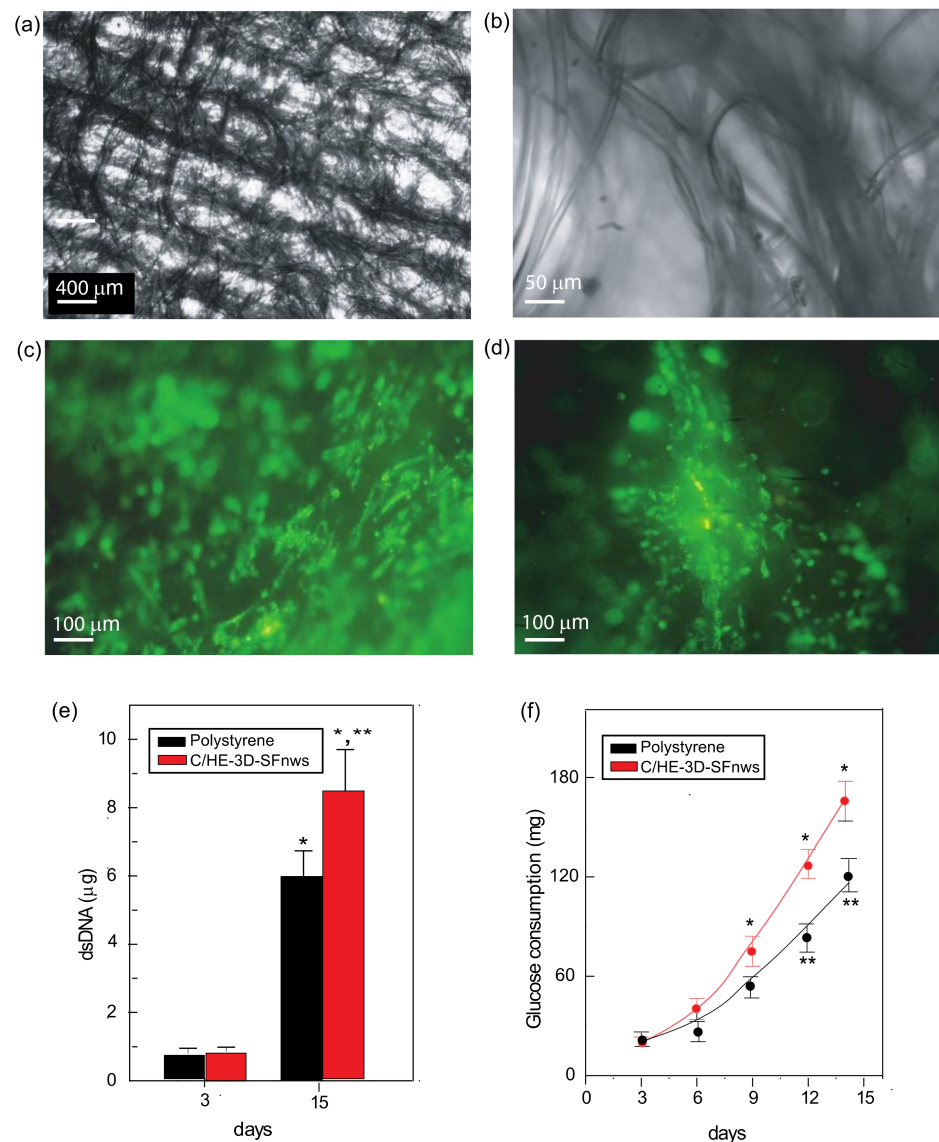 (a)
400 μm
(b)
50 μm
(c)
100 μm
(d)
100 μm
(e)
Polystyrene
C/HE-3D-SFnws
*
*,**
10
8
6
4
2
0
dsDNA (μg)
3
15
days
(f)
Polystyrene
C/HE-3D-SFnws
*
*
*
**
**
180
120
60
0
Glucose consumption (mg)
0
3
6
9
12
15
days